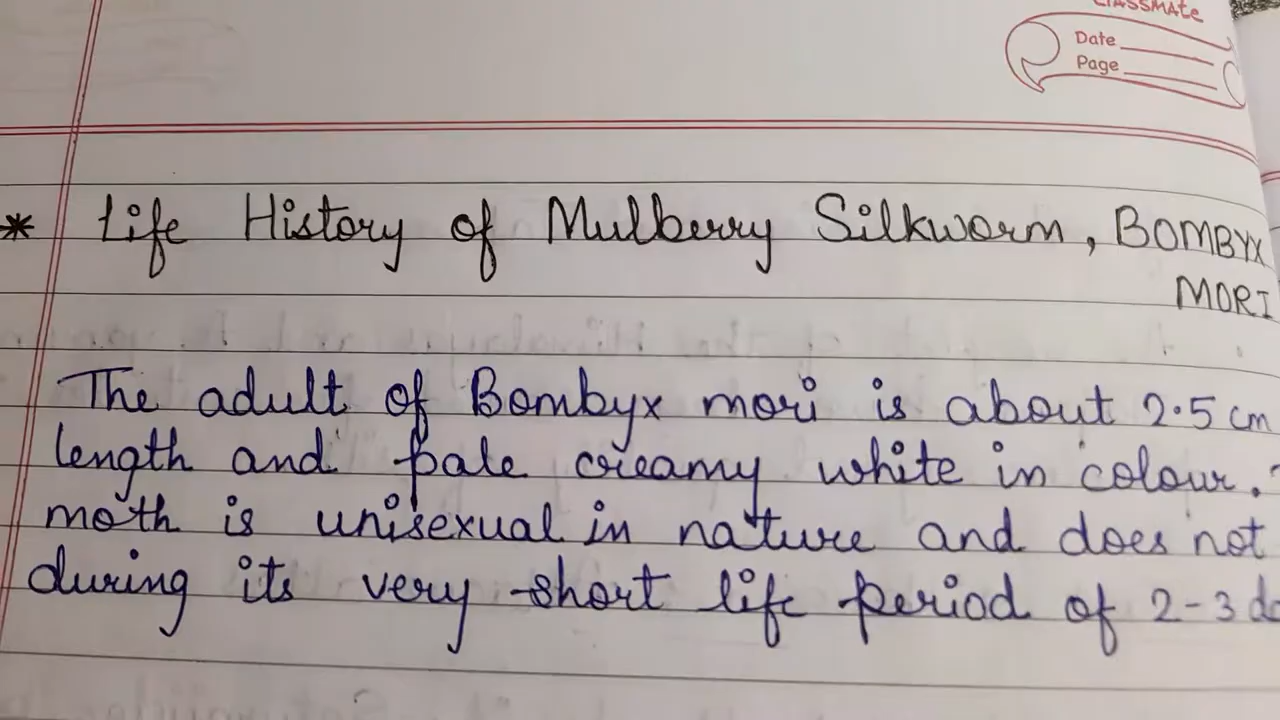 CLASSMATE
Date
Page
* Life History of Mulberry Silkworm, BOMBYX
MORI
The adult of Bombyx mori is about 2.5 cm
length and pale creamy white in colour.
moth is unisexual in nature and does not
during its very short life period of 2-3